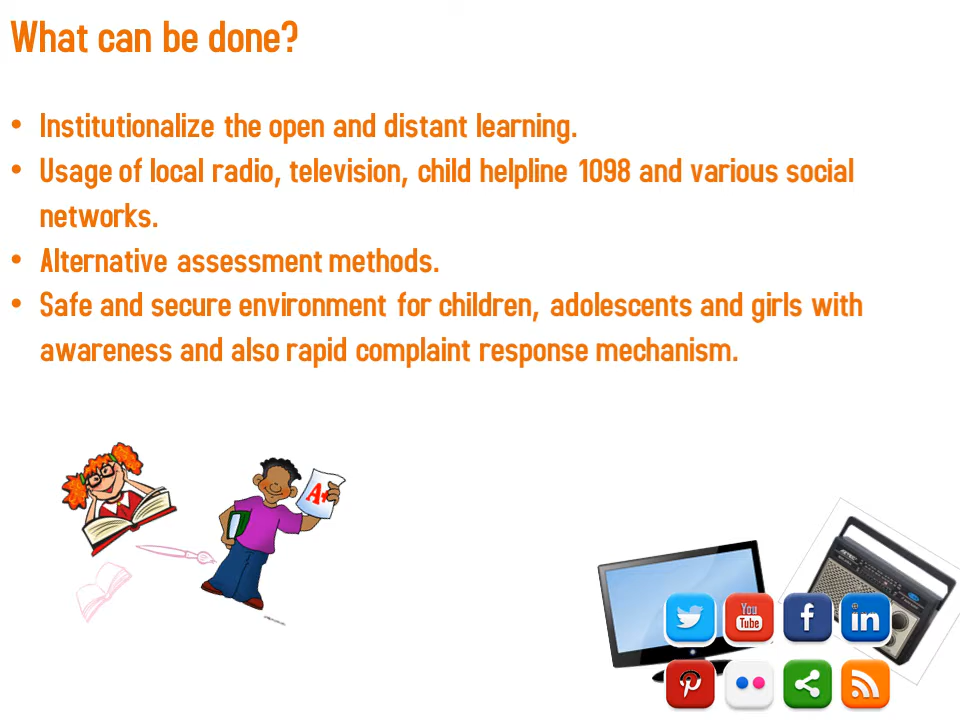 What can be done?
• Institutionalize the open and distant learning.
• Usage of local radio, television, child helpline 1098 and various social
networks.
• Alternative assessment methods.
• Safe and secure environment for children, adolescents and girls with
awareness and also rapid complaint response mechanism.
A+
You
Tube
f
in